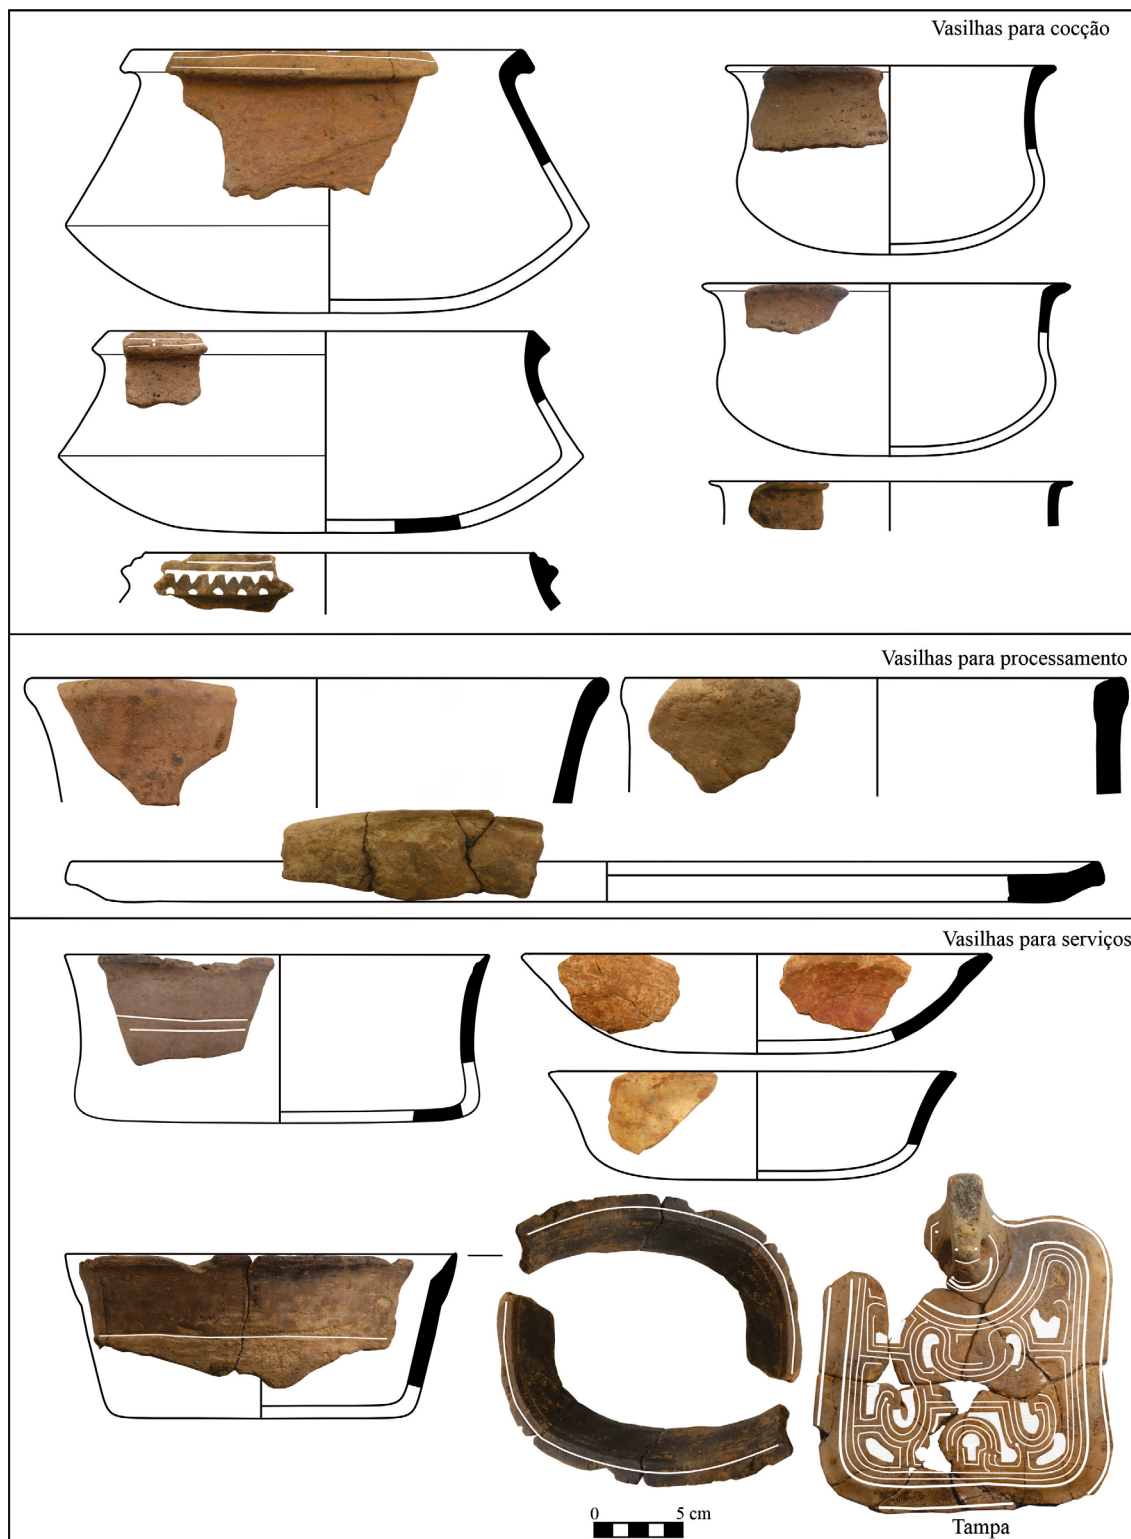 Vasilhas para cocção
Vasilhas para processamento
Vasilhas para serviços
0 5 cm
Tampa